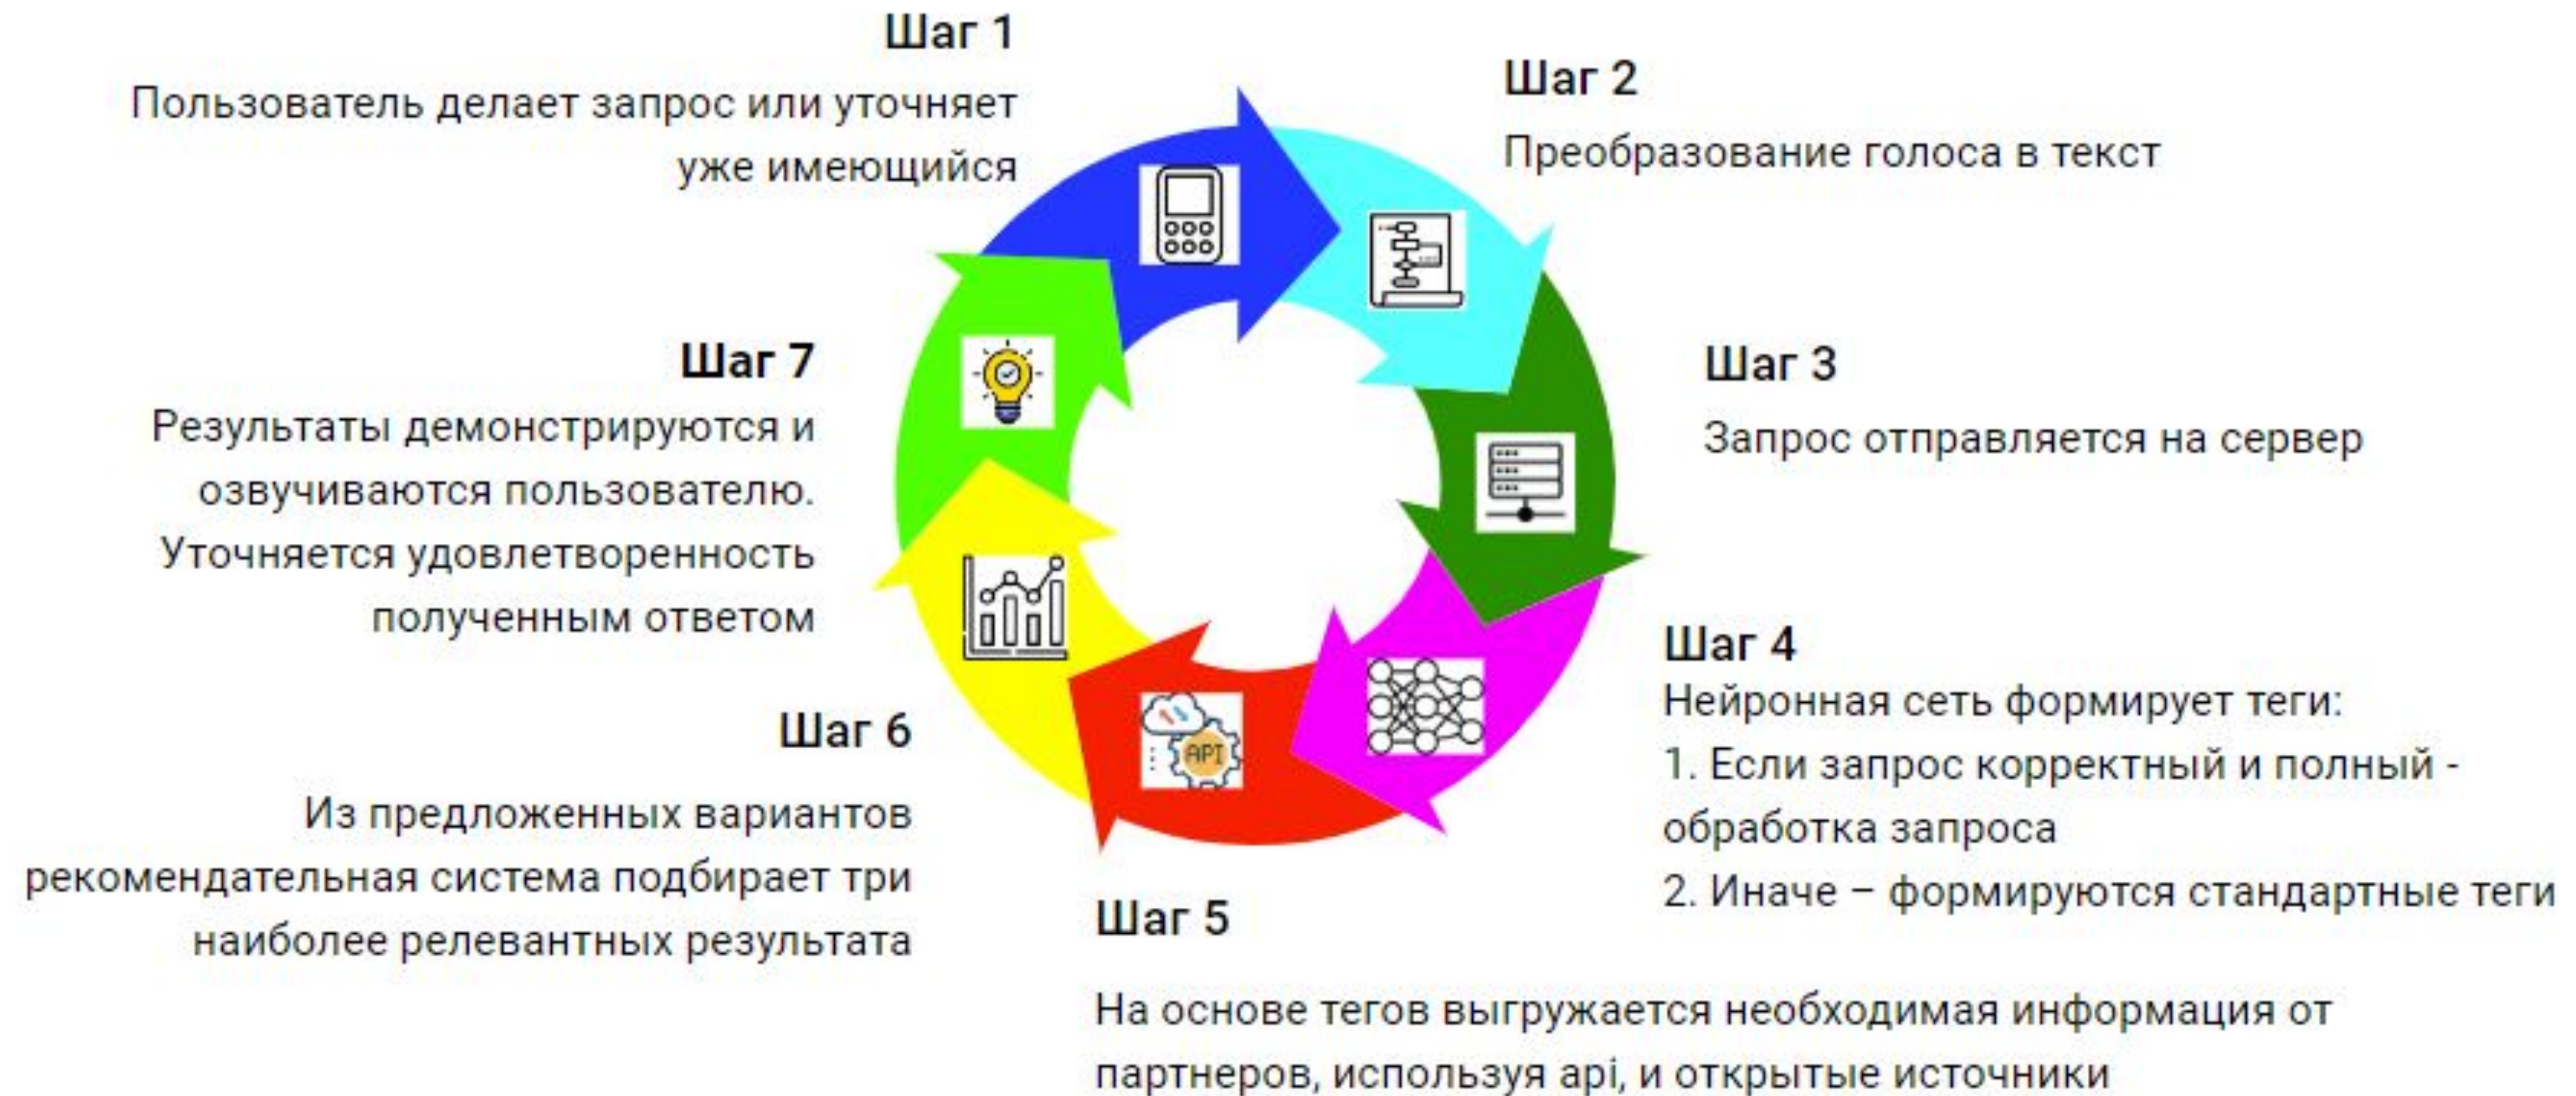 Шаг 1
Пользователь делает запрос или уточняет
уже имеющийся
Шаг 2
Преобразование голоса в текст
Шаг 3
Запрос отправляется на сервер
Шаг 4
Нейронная сеть формирует теги:
1. Если запрос корректный и полный -
обработка запроса
2. Иначе – формируются стандартные теги
Шаг 5
На основе тегов выгружается необходимая информация от
партнеров, используя api, и открытые источники
Шаг 6
Из предложенных вариантов
рекомендательная система подбирает три
наиболее релевантных результата
Шаг 7
Результаты демонстрируются и
озвучиваются пользователю.
Уточняется удовлетворенность
полученным ответом
API